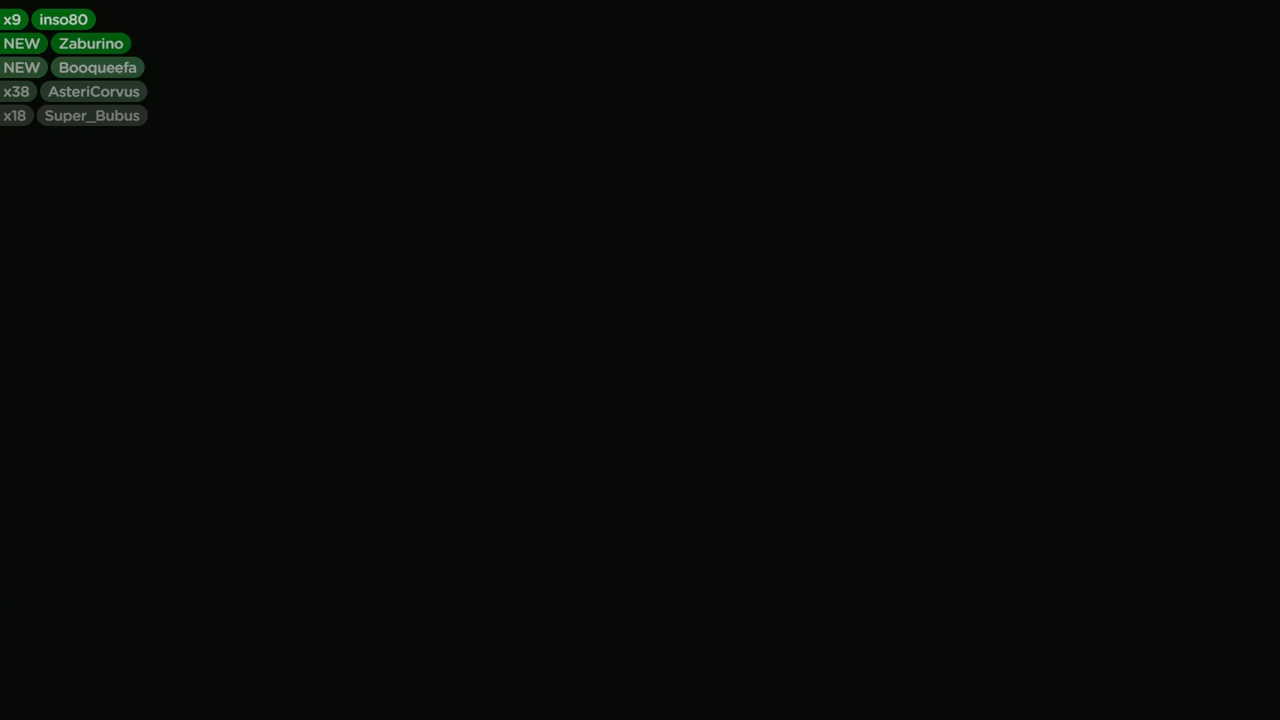 x9 inso80
NEW Zaburino
NEW Booqueefa
x38 AsteriCorvus
x18 Super_Bubus